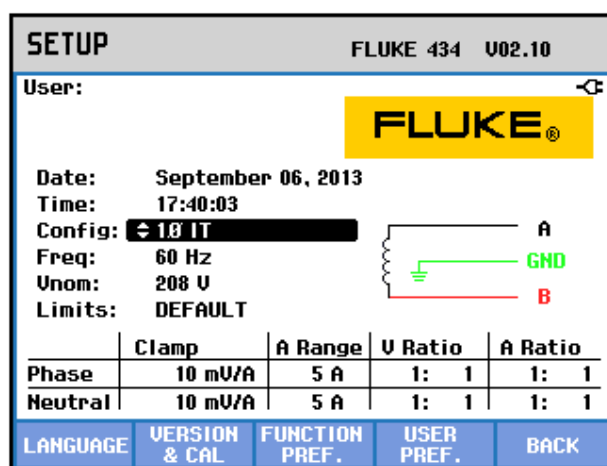 SETUP FLUKE 434 V02.10
User:
FLUKE®
Date: September 06, 2013
Time: 17:40:03
Config: 1Ø IT
Freq: 60 Hz
Vnom: 208 V
Limits: DEFAULT
A
GND
B
Clamp A Range V Ratio A Ratio
Phase 10 mV/A 5 A 1: 1 1: 1
Neutral 10 mV/A 5 A 1: 1 1: 1
LANGUAGE VERSION & CAL FUNCTION PREF. USER PREF. BACK